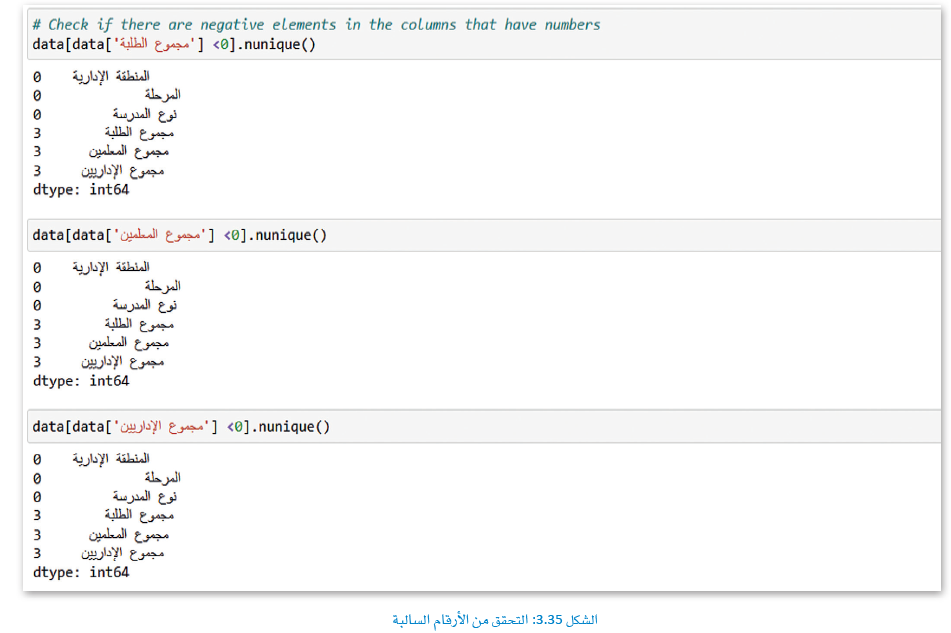 # Check if there are negative elements in the columns that have numbers
data[data['مجموع الطلبة'] <0].nunique()
0 المنطقة الإدارية
0 المرحلة
0 نوع المدرسة
3 مجموع الطلبة
3 مجموع المعلمين
3 مجموع الإداريين
dtype: int64
data[data['مجموع المعلمين'] <0].nunique()
0 المنطقة الإدارية
0 المرحلة
0 نوع المدرسة
3 مجموع الطلبة
3 مجموع المعلمين
3 مجموع الإداريين
dtype: int64
data[data['مجموع الإداريين'] <0].nunique()
0 المنطقة الإدارية
0 المرحلة
0 نوع المدرسة
3 مجموع الطلبة
3 مجموع المعلمين
3 مجموع الإداريين
dtype: int64
الشكل 3.35: التحقق من الأرقام السالبة